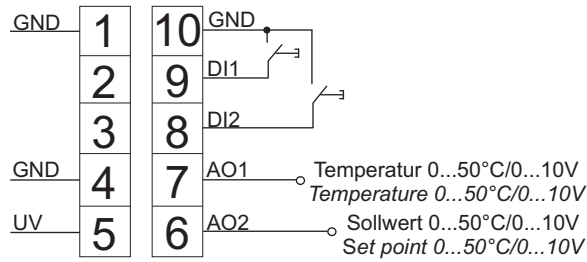 GND 1 10 GND
2 9 DI1
3 8 DI2
GND 4 7 AO1 Temperatur 0...50°C/0...10V
Temperature 0...50°C/0...10V
UV 5 6 AO2 Sollwert 0...50°C/0...10V
Set point 0...50°C/0...10V